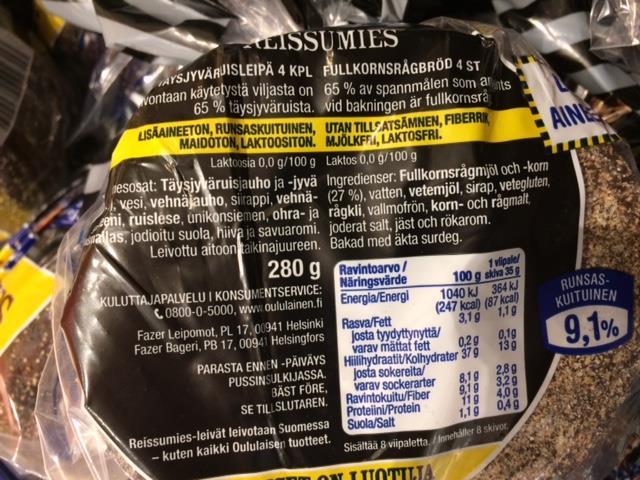 REISSUMIES
TÄYSJYVÄRUISLEIPÄ 4 KPL
Taikinaan käytetystä viljasta on
65 % täysjyväruista.
FULLKORNSRÅGBRÖD 4 ST
65 % av spannmålen som används
vid bakningen är fullkornsråg.
LISÄAINEETON, RUNSASKUITUINEN,
MAIDOTON, LAKTOOSITON.
UTAN TILLSATSÄMNEN, FIBERRIK,
MJÖLKFRI, LAKTOSFRI.
Laktoosia 0,0 g/100 g
Laktos 0,0 g/100 g
Täysjyväruisjauho ja -jyvä
vesi, vehnäjauho, siirappi, vehnä-
ruislese, unikonsiemen, ohra- ja
jodioitu suola, hiiva ja savuaromi.
Leivottu aitoon taikinajuureen.
Ingredienser: Fullkornsrågmjöl och -korn
(27 %), vatten, vetemjöl, sirap, vetegluten,
rågkli, vallmofrön, korn- och rågmalt,
joderat salt, jäst och rökarom.
Bakad med äkta surdeg.
280 g
KULUTTAJAPALVELU I KONSUMENTSERVICE:
0800-0-5000, www.oululainen.fi
Fazer Leipomot, PL 17, 00941 Helsinki
Fazer Bageri, PB 17, 00941 Helsingfors
PARASTA ENNEN -PÄIVÄYS
PUSSINSULKIJASSA.
BÄST FÖRE,
SE TILLSLUTAREN.
Reissumies-leivät leivotaan Suomessa
– kuten kaikki Oululaisen tuotteet.
Ravintoarvo / Näringsvärde 100 g 1 viipale/ skiva 35 g
Energia/Energi 1040 kJ 364 kJ
(247 kcal) (87 kcal)
Rasva/Fett 3,1 g 1,1 g
josta tyydyttynyttä/
varav mättat fett 0,2 g 0,1g
Hiilihydraatit/Kolhydrater 37 g 13 g
josta sokereita/
varav sockerarter 8,1 g 2,8 g
Ravintokuitu/Fiber 9,1 g 3,2 g
Proteiini/Protein 11 g 4,0 g
Suola/Salt 1,1 g 0,4 g
Sisältää 8 viipaletta. / Innehåller 8 skivor.
RUNSAS-
KUITUINEN
9,1%